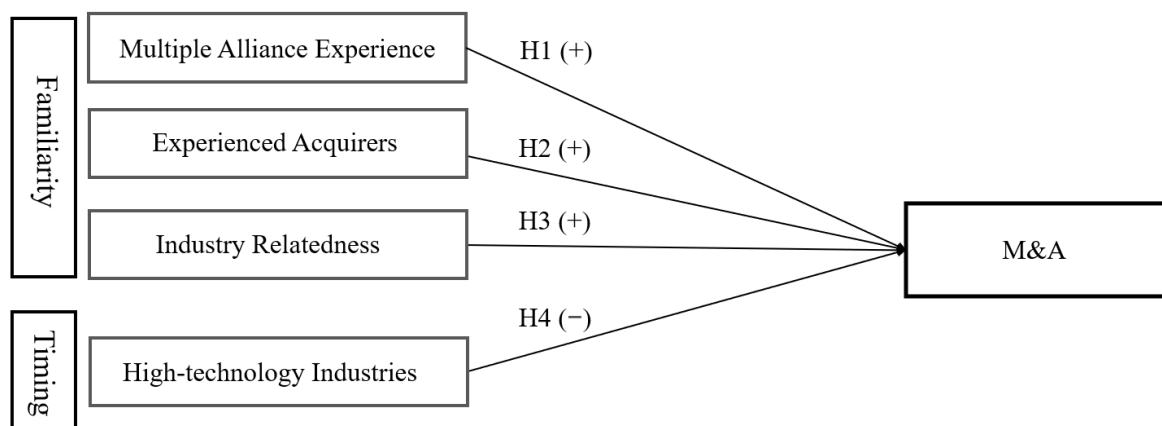 Familiarity
Multiple Alliance Experience
H1 (+)
Experienced Acquirers
H2 (+)
Industry Relatedness
H3 (+)
M&A
Timing
High-technology Industries
H4 (−)